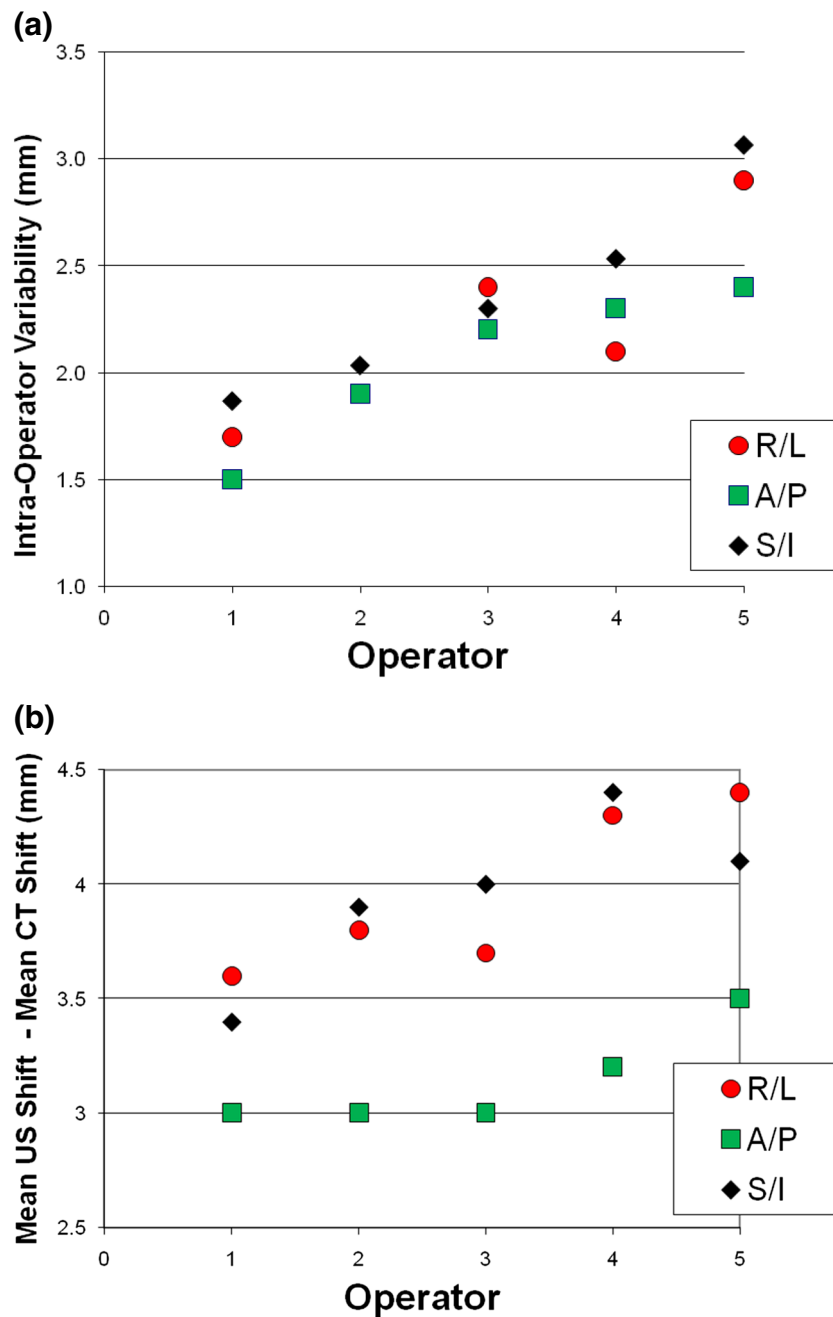 (a)
Intra-Operator Variability (mm)
3.5
3.0
2.5
2.0
1.5
1.0
0 1 2 3 4 5
Operator
R/L
A/P
S/I
(b)
Mean US Shift - Mean CT Shift (mm)
4.5
4
3.5
3
2.5
0 1 2 3 4 5
Operator
R/L
A/P
S/I